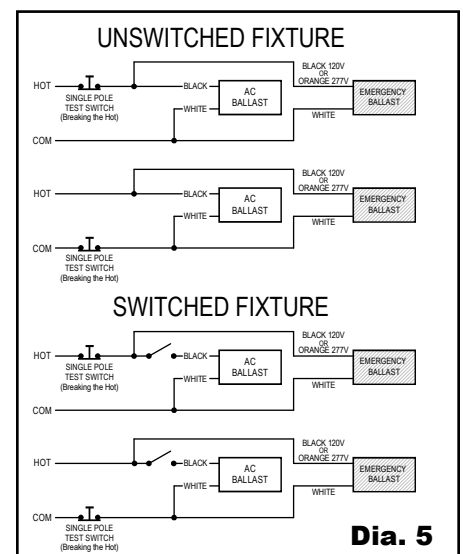 UNSWITCHED FIXTURE
BLACK 120V
OR
ORANGE 277V
HOT
BLACK
AC
BALLAST
EMERGENCY
BALLAST
SINGLE POLE
TEST SWITCH
(Breaking the Hot)
WHITE
WHITE
COM
BLACK 120V
OR
ORANGE 277V
HOT
BLACK
AC
BALLAST
EMERGENCY
BALLAST
WHITE
WHITE
COM
SINGLE POLE
TEST SWITCH
(Breaking the Hot)
SWITCHED FIXTURE
BLACK 120V
OR
ORANGE 277V
HOT
BLACK
AC
BALLAST
EMERGENCY
BALLAST
SINGLE POLE
TEST SWITCH
(Breaking the Hot)
WHITE
WHITE
COM
BLACK 120V
OR
ORANGE 277V
HOT
BLACK
AC
BALLAST
EMERGENCY
BALLAST
WHITE
WHITE
COM
SINGLE POLE
TEST SWITCH
(Breaking the Hot)
Dia. 5